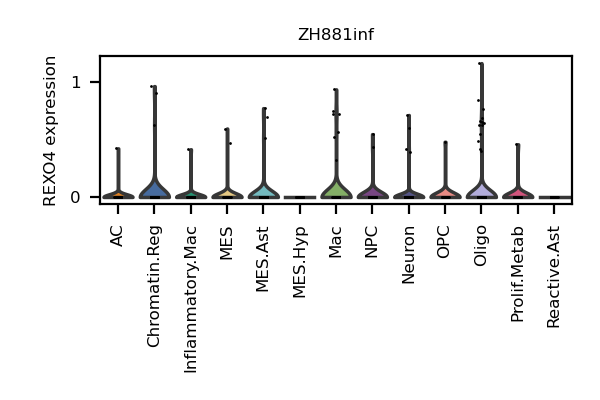 ZH881inf
REXO4 expression
1
0
AC
Chromatin.Reg
Inflammatory.Mac
MES
MES.Ast
MES.Hyp
Mac
NPC
Neuron
OPC
Oligo
Prolif.Metab
Reactive.Ast